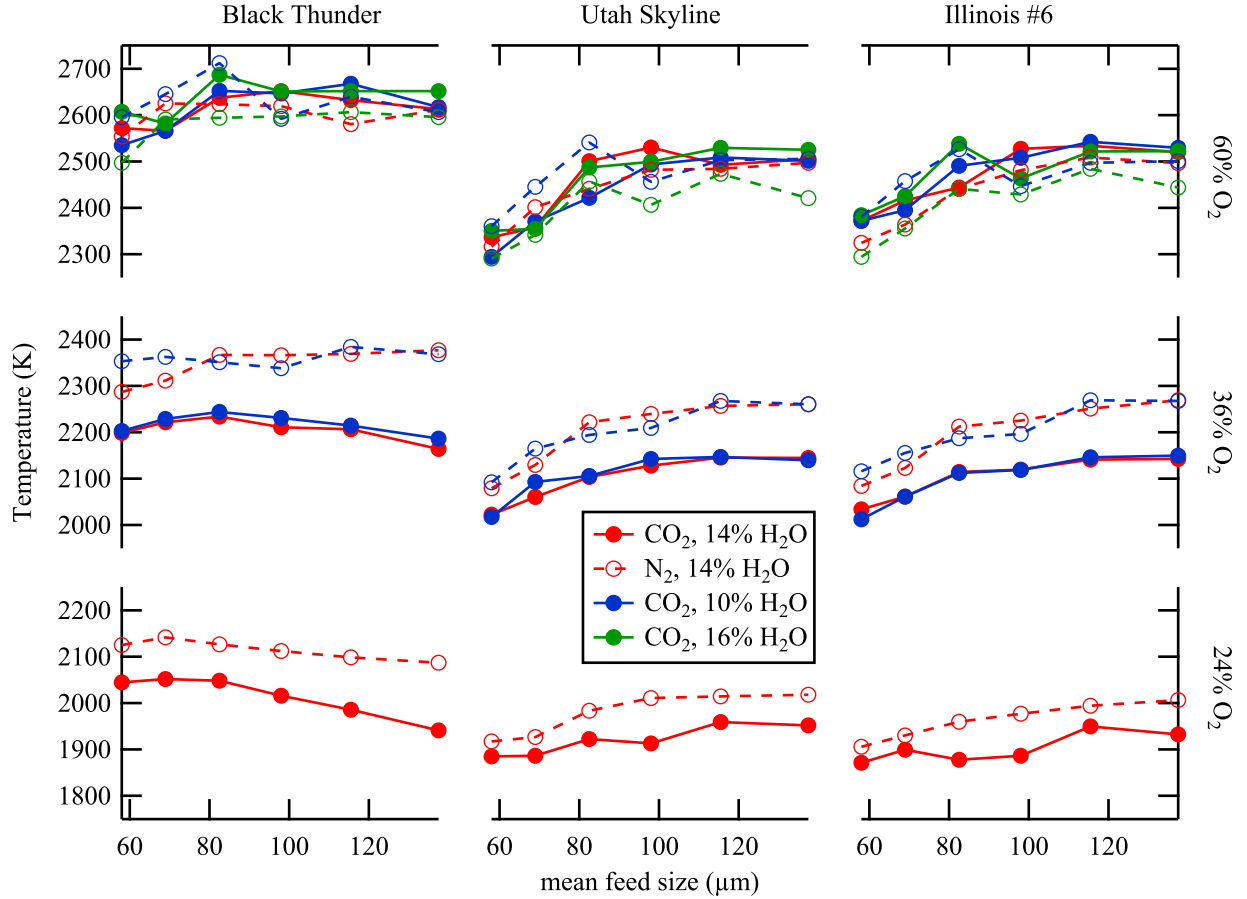 Black Thunder Utah Skyline Illinois #6
2700
2600
2500
2400
2300
60% O₂
2400
2300
2200
2100
2000
36% O₂
Temperature (K)
CO₂, 14% H₂O
N₂, 14% H₂O
CO₂, 10% H₂O
CO₂, 16% H₂O
2200
2100
2000
1900
1800
24% O₂
60 80 100 120 60 80 100 120 60 80 100 120
mean feed size (µm)